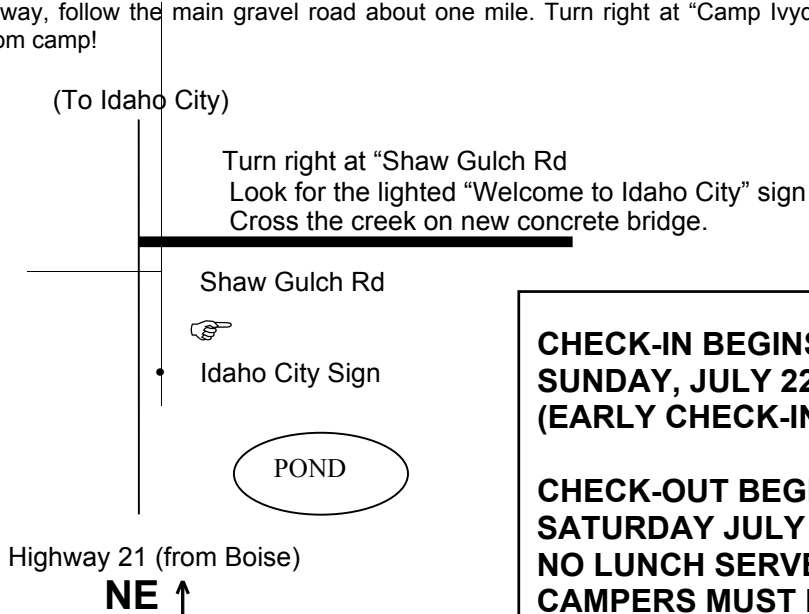 way, follow the main gravel road about one mile. Turn right at “Camp
om camp!
(To Idaho City)
Turn right at “Shaw Gulch Rd
Look for the lighted “Welcome to Idaho City” sign
Cross the creek on new concrete bridge.
Shaw Gulch Rd
Idaho City Sign
POND
Highway 21 (from Boise)
NE
CHECK-IN BEGINS
SUNDAY, JULY 22
(EARLY CHECK-IN
CHECK-OUT
SATURDAY JULY
NO LUNCH
CAMPERS MUST